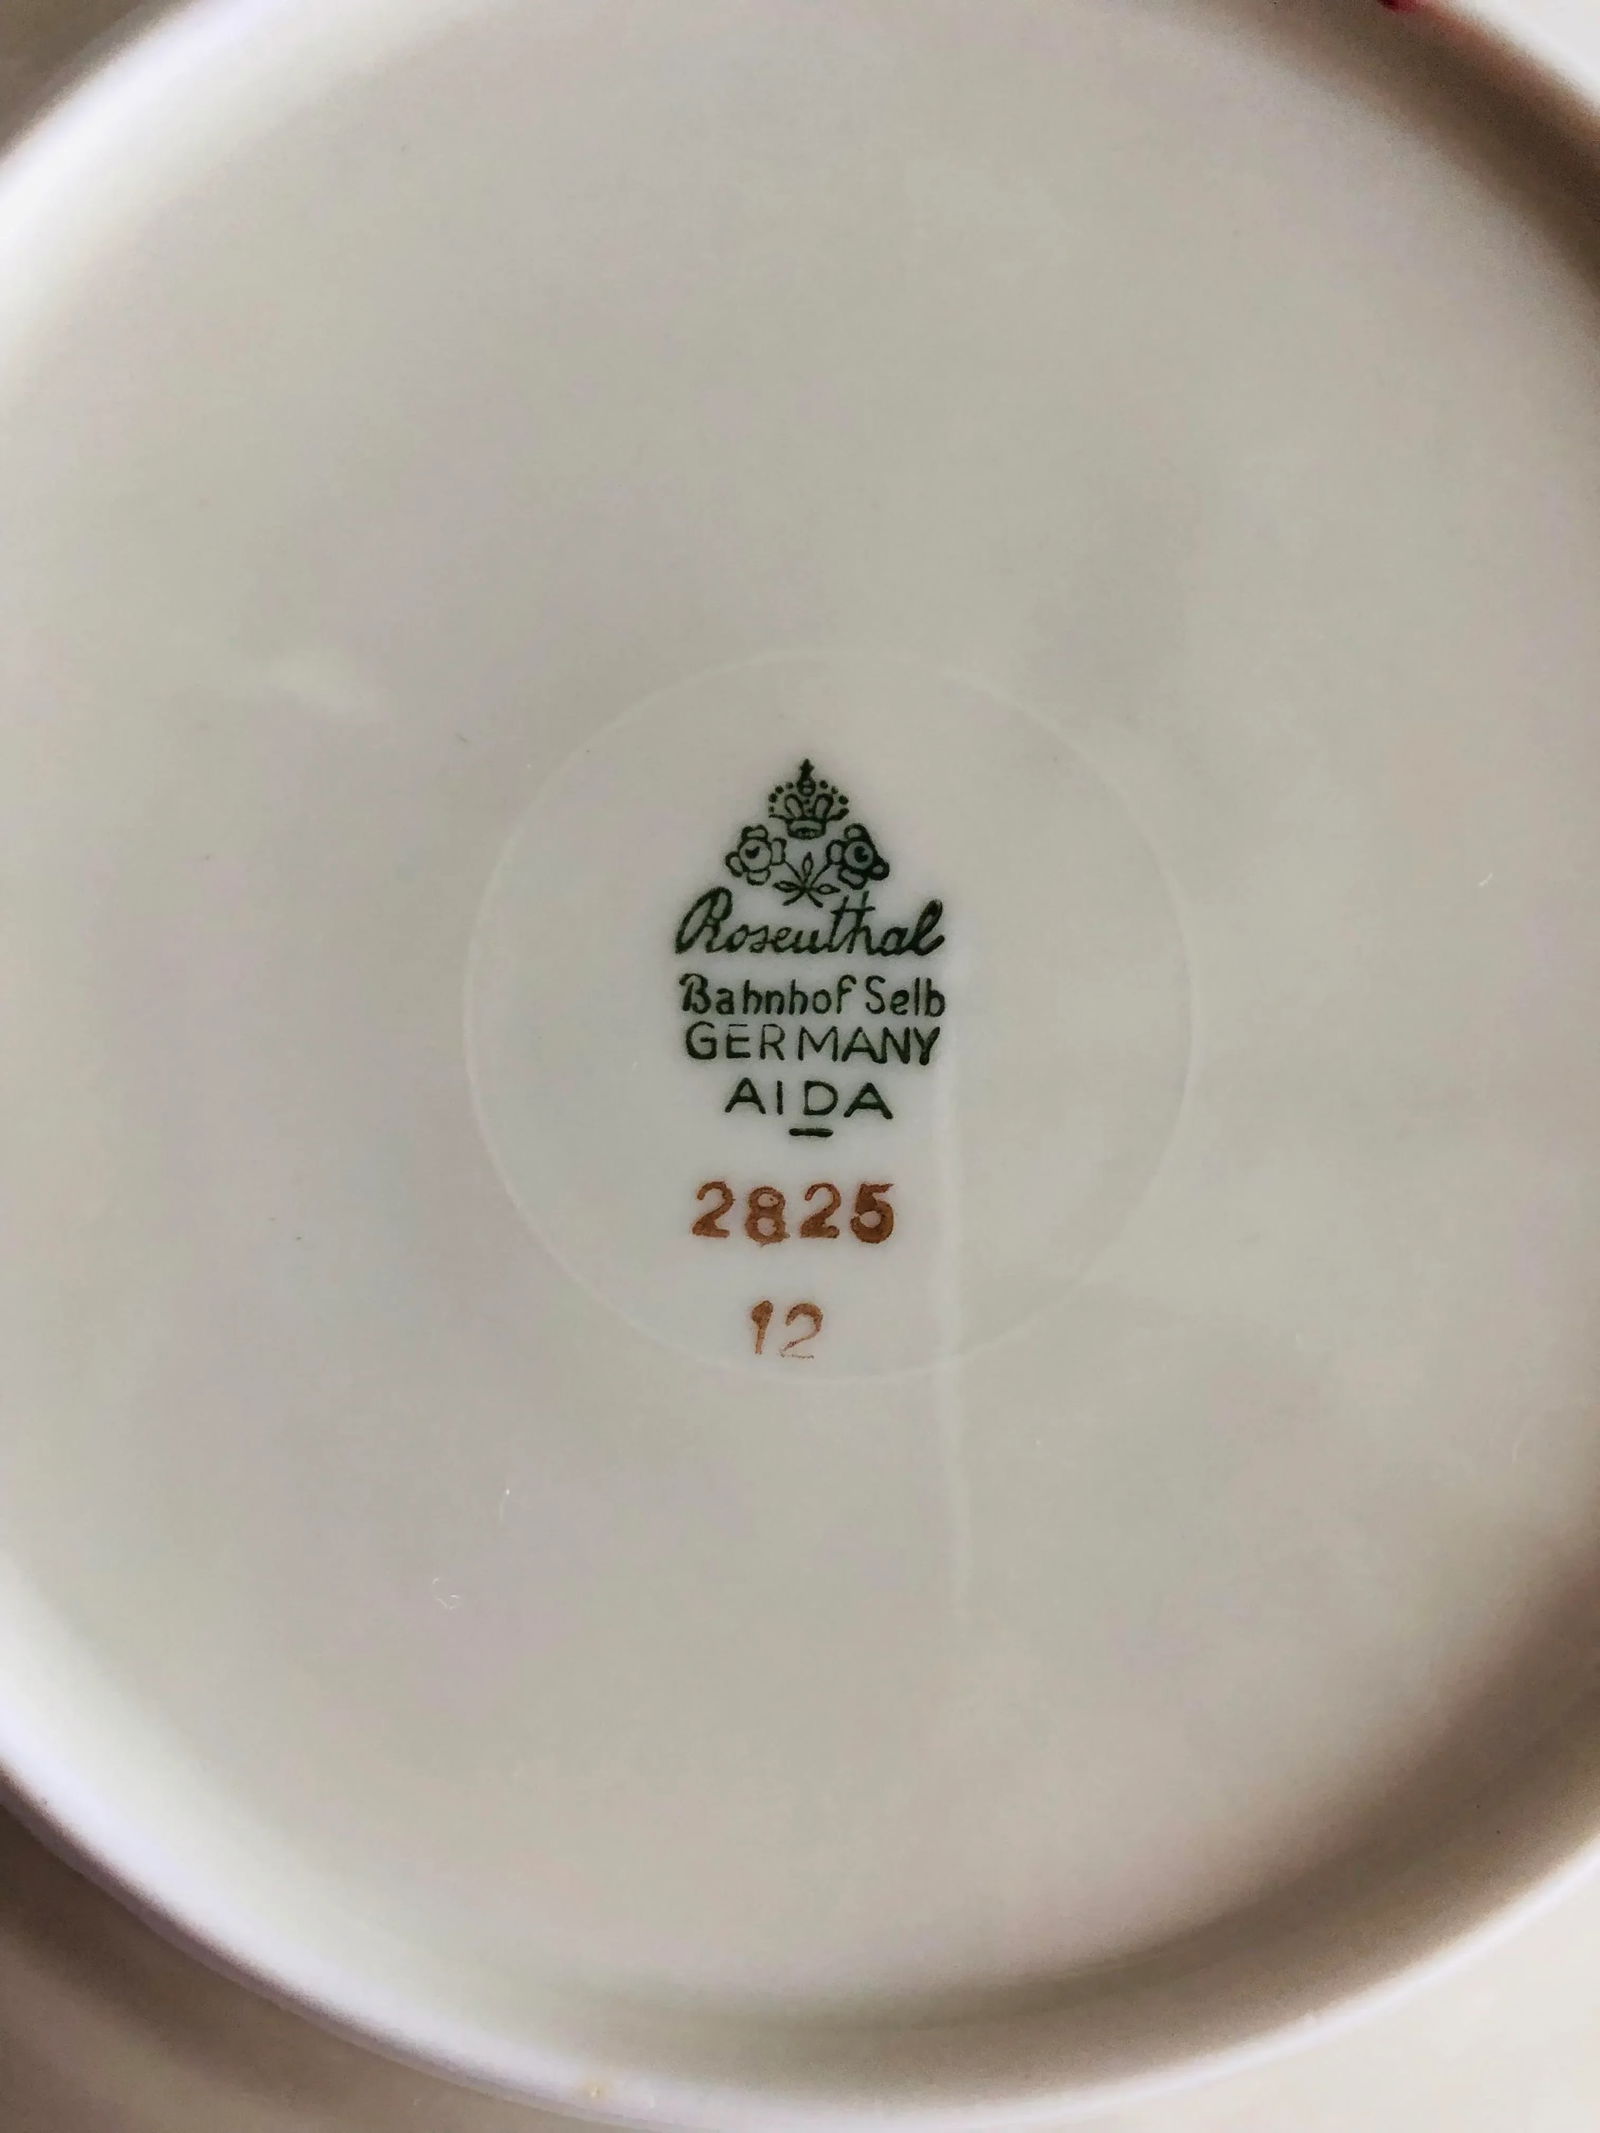 Rosenthal
Bahnhof Selb
GERMANY
AIDA
2825
12